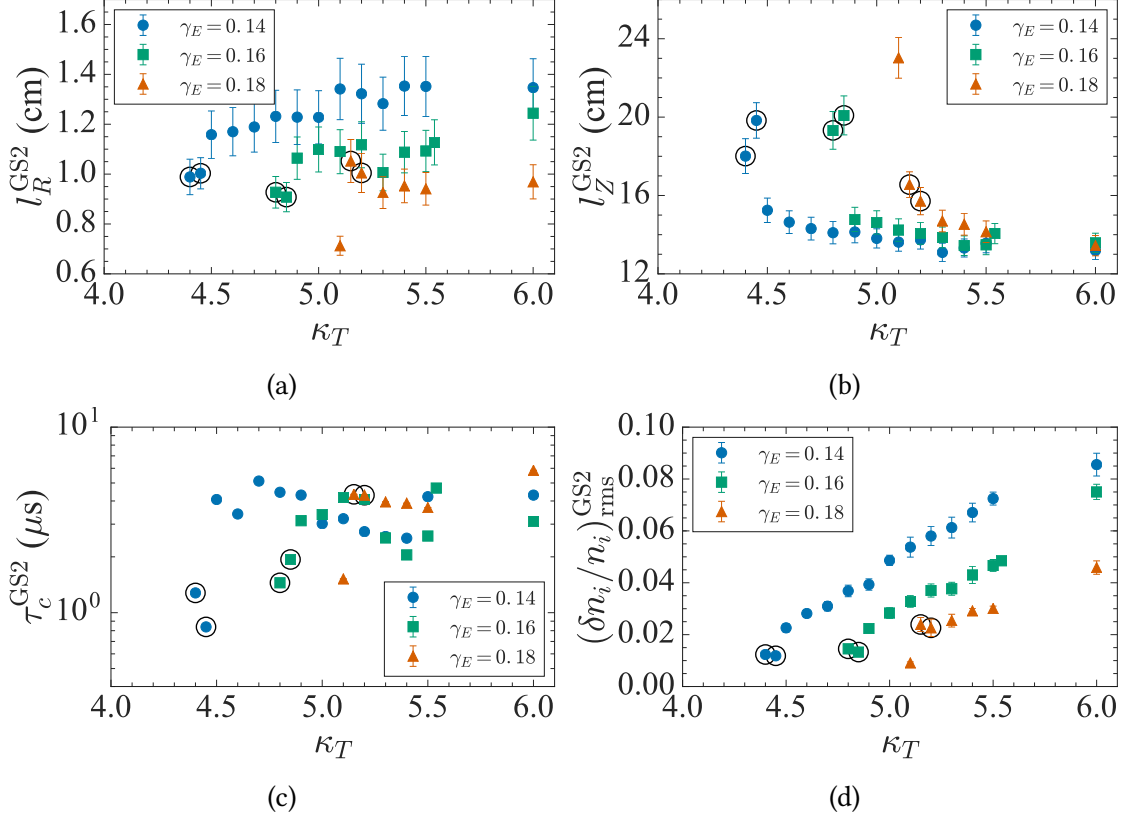 1.6
1.4
1.2
1.0
0.8
0.6
l_R^GS2 (cm)
γ_E = 0.14
γ_E = 0.16
γ_E = 0.18
4.0 4.5 5.0 5.5 6.0
κ_T
(a)
24
20
16
12
l_Z^GS2 (cm)
γ_E = 0.14
γ_E = 0.16
γ_E = 0.18
4.0 4.5 5.0 5.5 6.0
κ_T
(b)
10^1
10^0
τ_c^GS2 (μs)
γ_E = 0.14
γ_E = 0.16
γ_E = 0.18
4.0 4.5 5.0 5.5 6.0
κ_T
(c)
0.10
0.08
0.06
0.04
0.02
0.00
(δn_i/n_i)_rms^GS2
γ_E = 0.14
γ_E = 0.16
γ_E = 0.18
4.0 4.5 5.0 5.5 6.0
κ_T
(d)